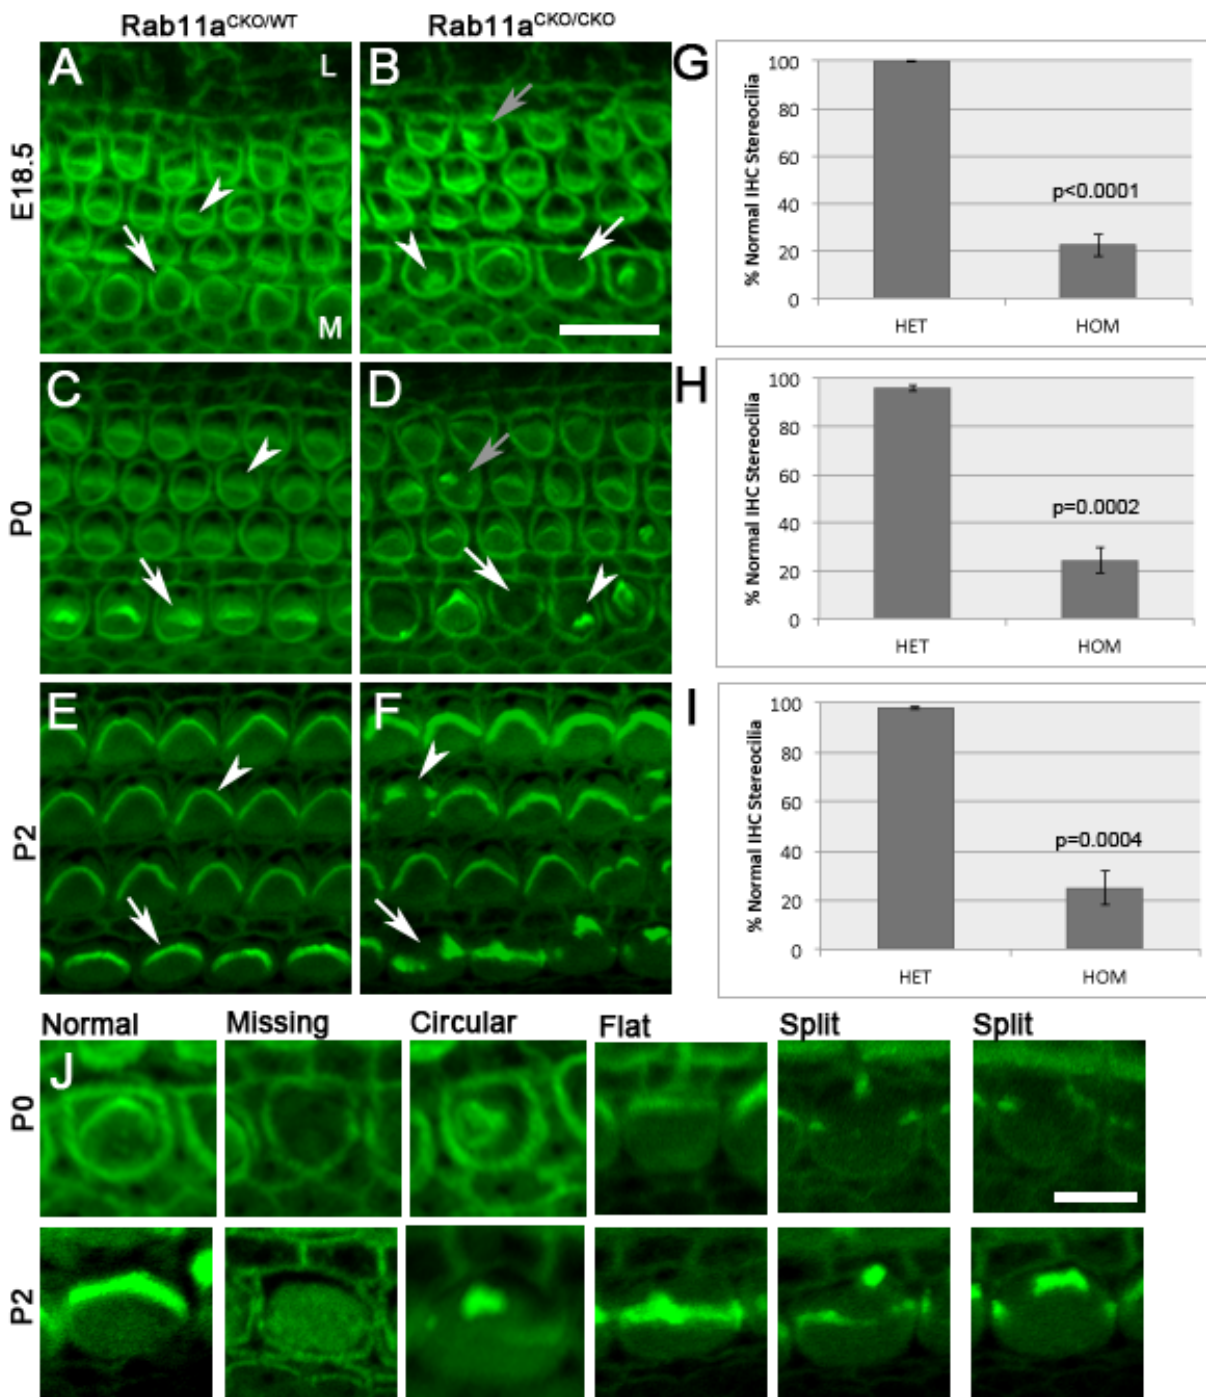 Rab11aCKO/WT
Rab11aCKO/CKO
A
L
M
B
G
100
80
60
40
20
0
% Normal IHC Stereocilia
p<0.0001
HET
HOM
E18.5
C
D
H
100
80
60
40
20
0
% Normal IHC Stereocilia
p=0.0002
HET
HOM
P0
E
F
I
100
80
60
40
20
0
% Normal IHC Stereocilia
p=0.0004
HET
HOM
P2
Normal
Missing
Circular
Flat
Split
Split
J
P0
P2